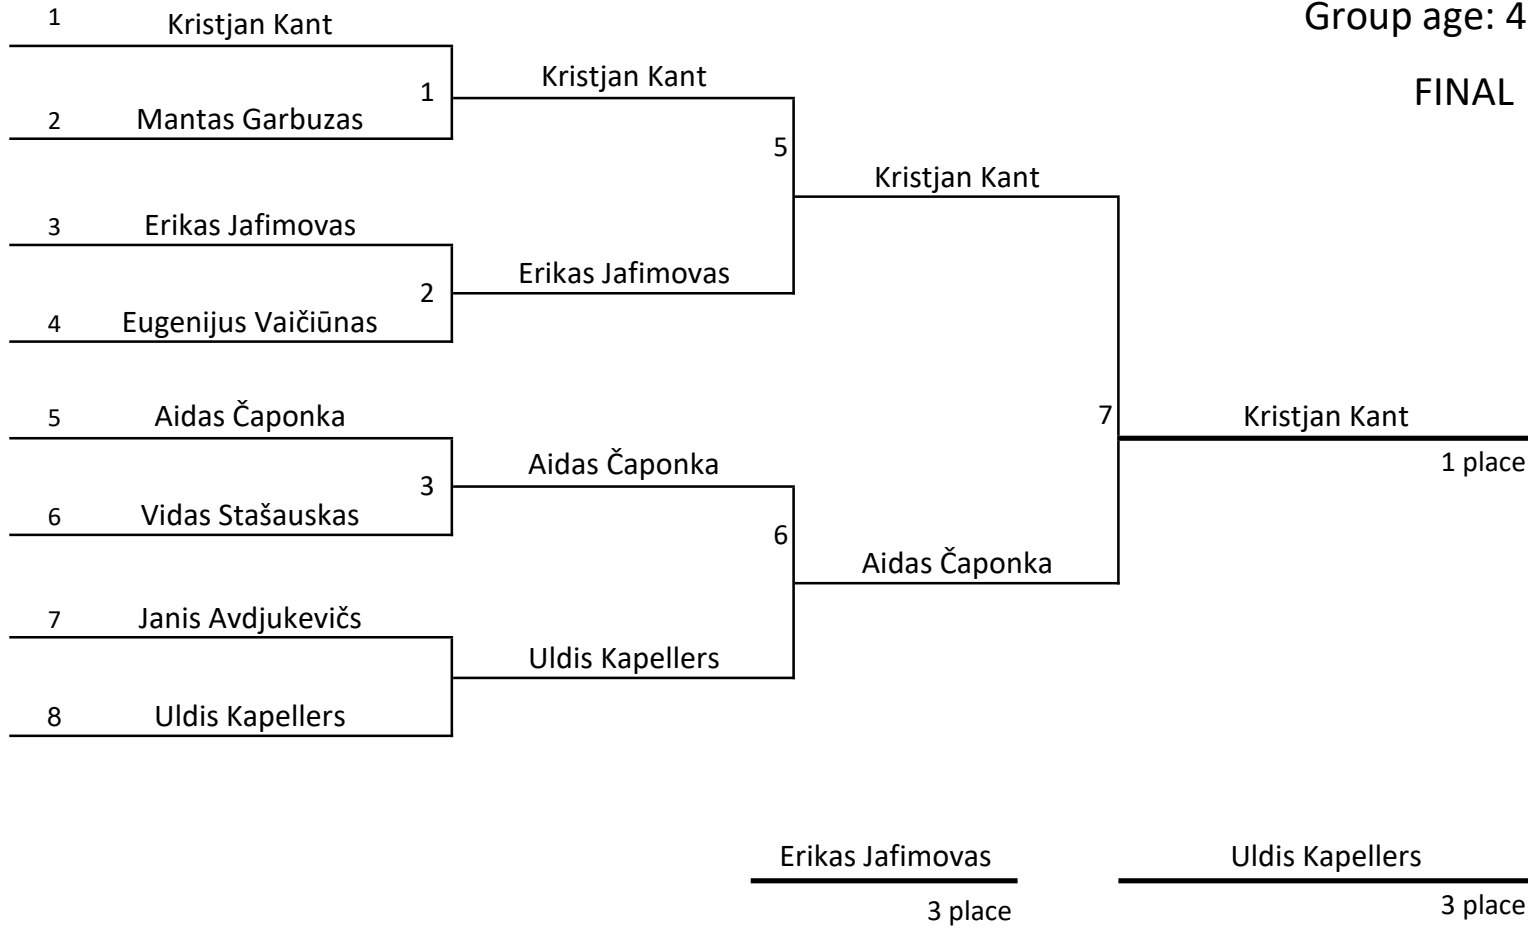 Group age: 4
FINAL
1 Kristjan Kant
2 Mantas Garbuzas
1
Kristjan Kant
3 Erikas Jafimovas
4 Eugenijus Vaičiūnas
2
Erikas Jafimovas
5
Kristjan Kant
5 Aidas Čaponka
6 Vidas Stašauskas
3
Aidas Čaponka
7 Janis Avdjukevičs
8 Uldis Kapellers
Uldis Kapellers
6
Aidas Čaponka
7
Kristjan Kant
1 place
Erikas Jafimovas
3 place
Uldis Kapellers
3 place